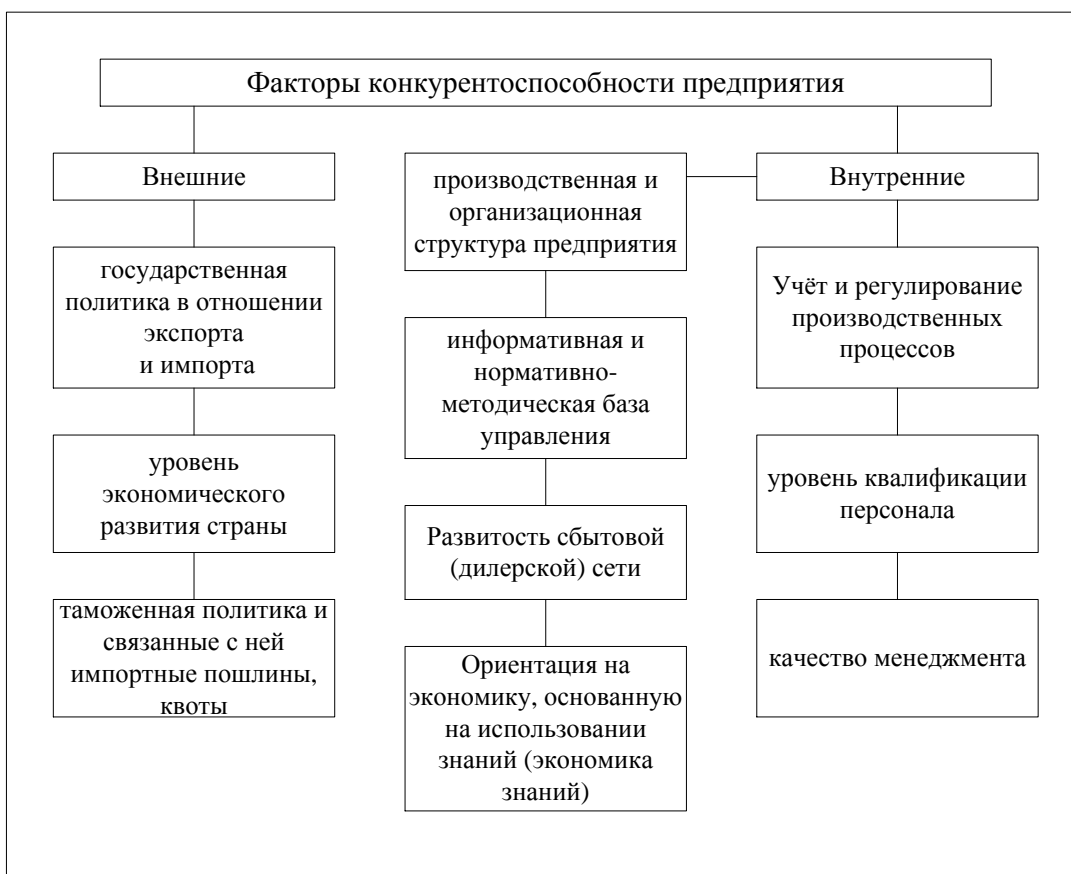 Факторы конкурентоспособности предприятия
Внешние
государственная
политика в отношении
экспорта
и импорта
уровень
экономического
развития страны
таможенная политика и
связанные с ней
импортные пошлины,
квоты
производственная и
организационная
структура предприятия
информативная и
нормативно-
методическая база
управления
Развитость сбытовой
(дилерской) сети
Ориентация на
экономику, основанную
на использовании
знаний (экономика
знаний)
Внутренние
Учёт и регулирование
производственных
процессов
уровень квалификации
персонала
качество менеджмента